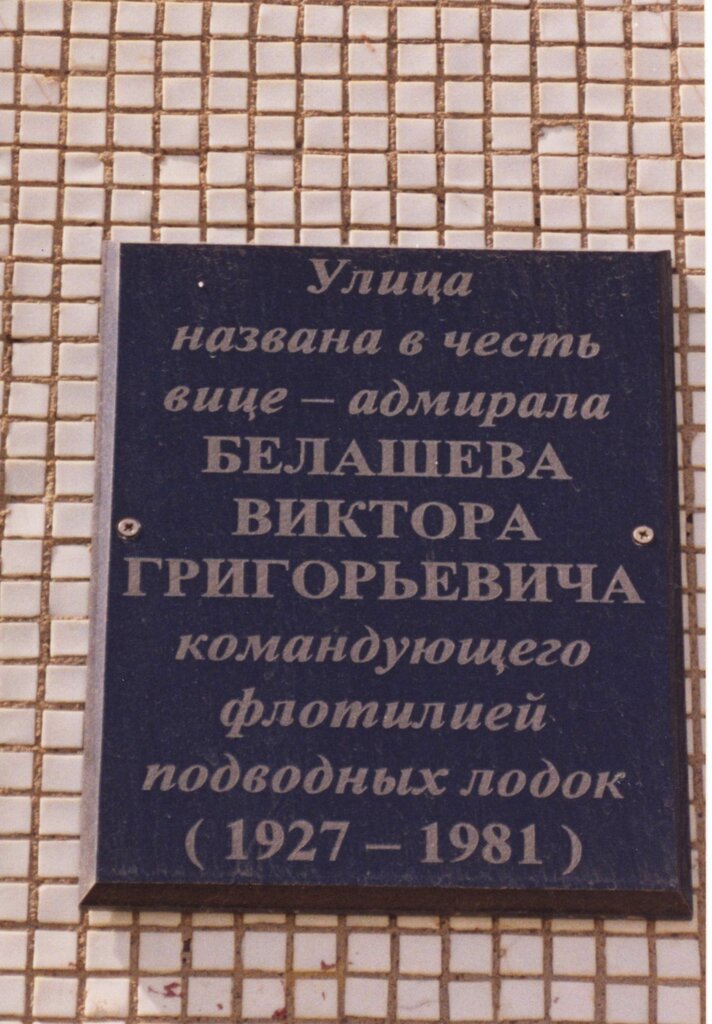 Улица
названа в честь
вице – адмирала
БЕЛАШЕВА
ВИКТОРА
ГРИГОРЬЕВИЧА
командующего
флотилией
подводных лодок
( 1927 – 1981 )